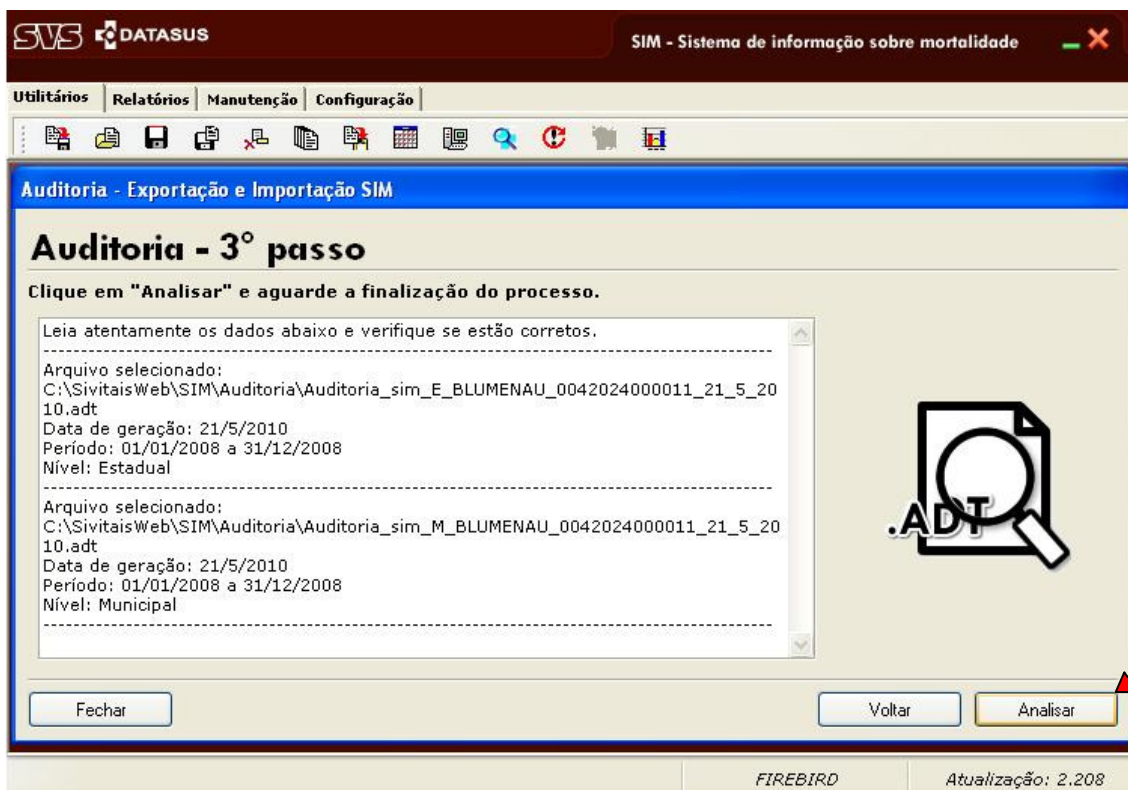 SVS DATASUS
SIM - Sistema de informação sobre mortalidade
Utilitários Relatórios Manutenção Configuração
Auditoria - Exportação e Importação SIM
Auditoria - 3° passo
Clique em "Analisar" e aguarde a finalização do processo.
Leia atentamente os dados abaixo e verifique se estão corretos.
Arquivo selecionado:
C:\SivitaisWeb\SIM\Auditoria\Auditoria_sim_E_BLUMENAU_0042024000011_21_5_20
10.adt
Data de geração: 21/5/2010
Período: 01/01/2008 a 31/12/2008
Nível: Estadual
Arquivo selecionado:
C:\SivitaisWeb\SIM\Auditoria\Auditoria_sim_M_BLUMENAU_0042024000011_21_5_20
10.adt
Data de geração: 21/5/2010
Período: 01/01/2008 a 31/12/2008
Nível: Municipal
.ADT
Fechar Voltar Analisar
FIREBIRD Atualização: 2.208